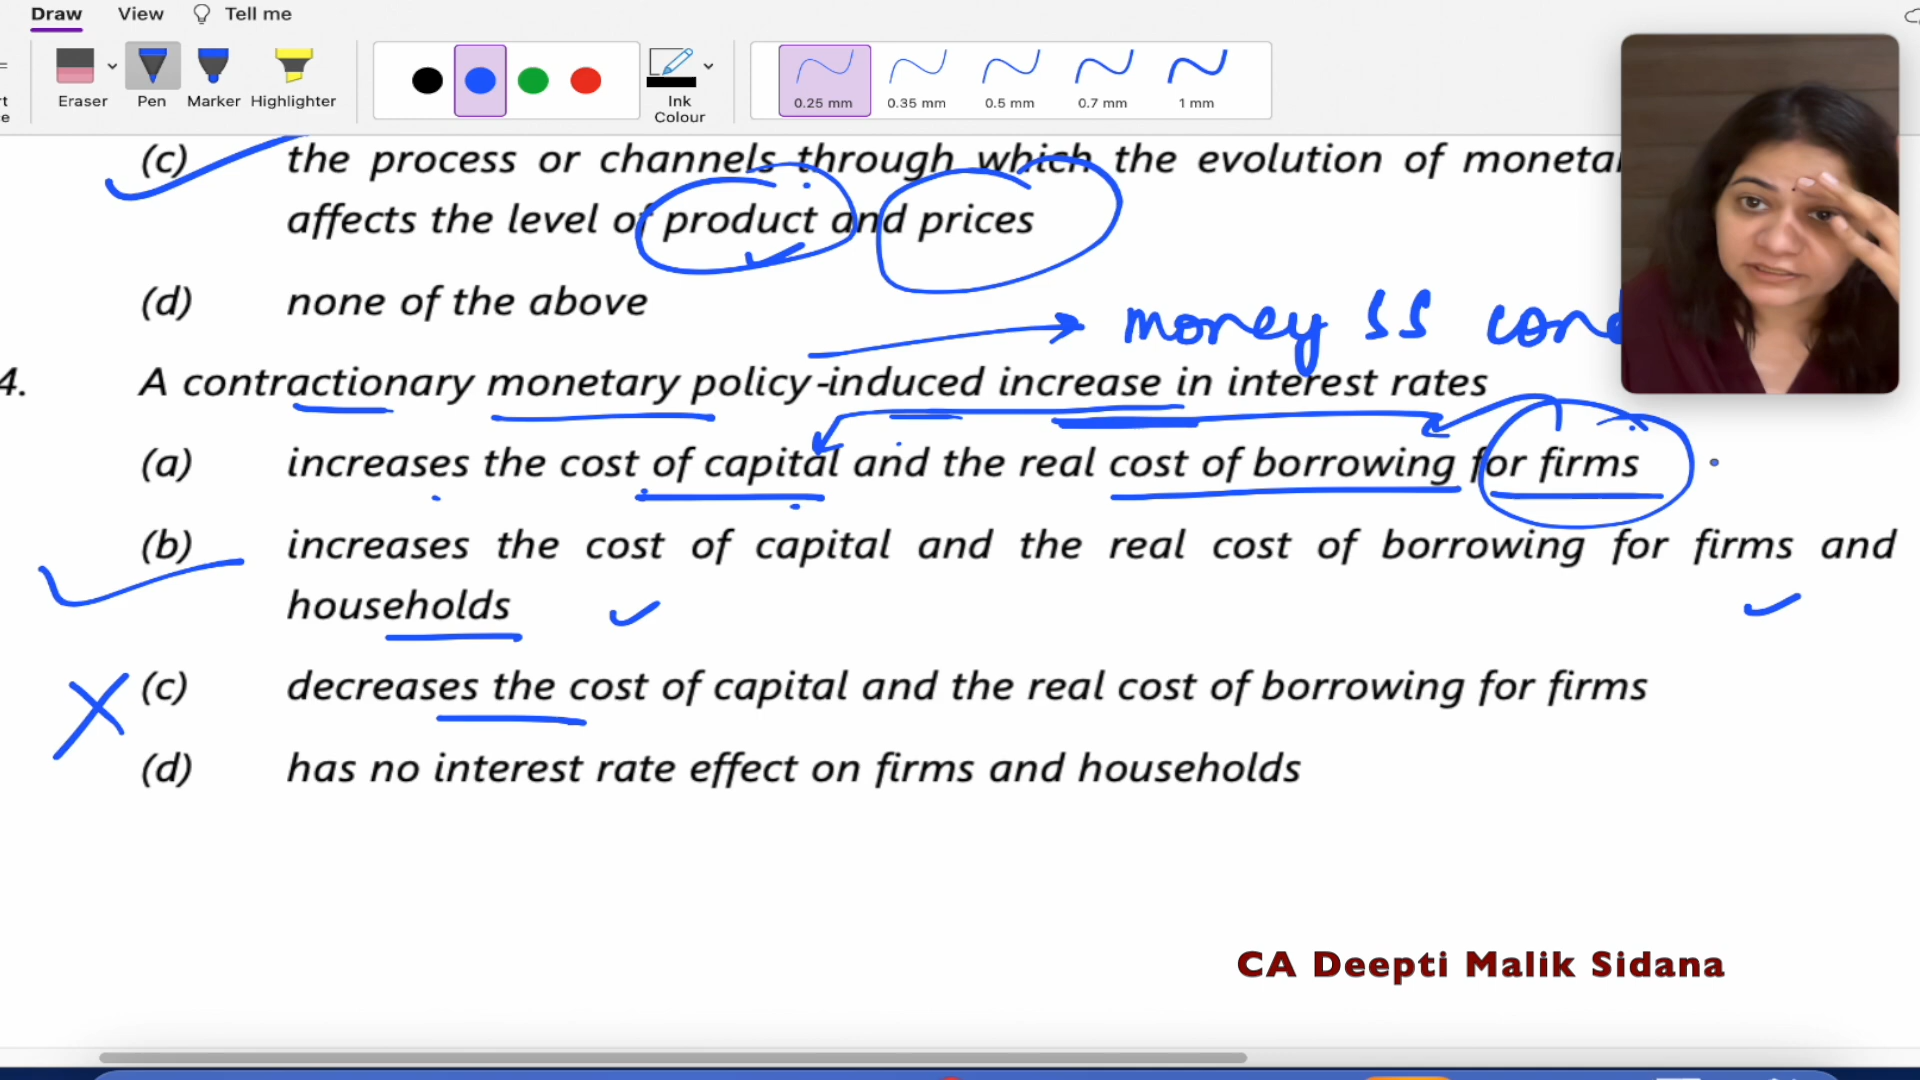 Draw View Tell me
Eraser Pen Marker Highlighter Ink Colour 0.25 mm 0.35 mm 0.5 mm 0.7 mm 1 mm
(c) the process or channels through which the evolution of
affects the level of product and prices
(d) none of the above
money SS
4. A contractionary monetary policy-induced increase in interest rates
(a) increases the cost of capital and the real cost of borrowing for firms
(b) increases the cost of capital and the real cost of borrowing for firms and
households
(c) decreases the cost of capital and the real cost of borrowing for firms
(d) has no interest rate effect on firms and households
CA Deepti Malik Sidana